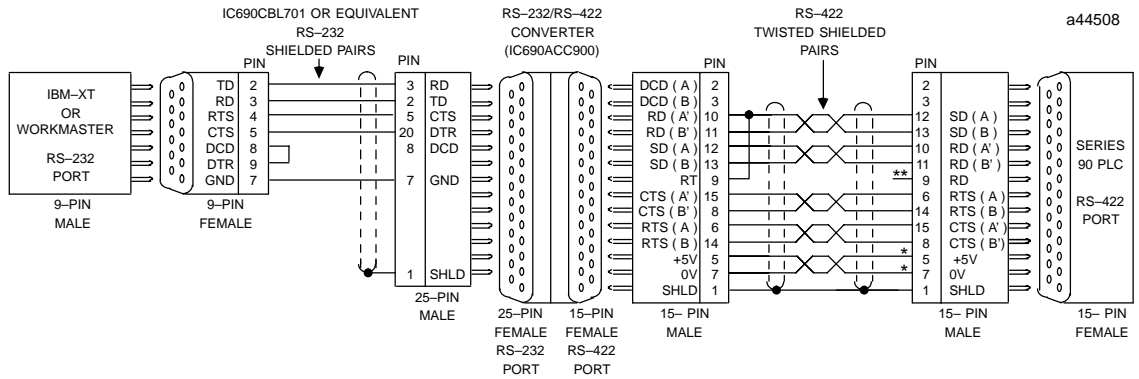 IC690CBL701 OR EQUIVALENT
RS–232
SHIELDED PAIRS
RS–232/RS–422
CONVERTER
(IC690ACC900)
RS–422
TWISTED SHIELDED
PAIRS
a44508
IBM–XT
OR
WORKMASTER
RS–232
PORT
9–PIN
MALE
PIN
TD 2
RD 3
RTS 4
CTS 5
DCD 8
DTR 9
GND 7
9–PIN
FEMALE
PIN
3 RD
2 TD
5 CTS
20 DTR
8 DCD
7 GND
1 SHLD
25–PIN
MALE
25–PIN
FEMALE
RS–232
PORT
15–PIN
FEMALE
RS–422
PORT
PIN
DCD ( A ) 2
DCD ( B ) 3
RD ( A' ) 10
RD ( B' ) 11
SD ( A ) 12
SD ( B ) 13
RT 9
CTS ( A' ) 15
CTS ( B' ) 8
RTS ( A ) 6
RTS ( B ) 14
+5V 5
0V 7
SHLD 1
15– PIN
MALE
PIN
2
3
12 SD ( A )
13 SD ( B )
10 RD ( A' )
11 RD ( B' )
** 9 RD
6 RTS ( A )
14 RTS ( B )
15 CTS ( A' )
8 CTS ( B' )
* 5 +5V
* 7 0V
1 SHLD
15– PIN
MALE
SERIES
90 PLC
RS–422
PORT
15– PIN
FEMALE